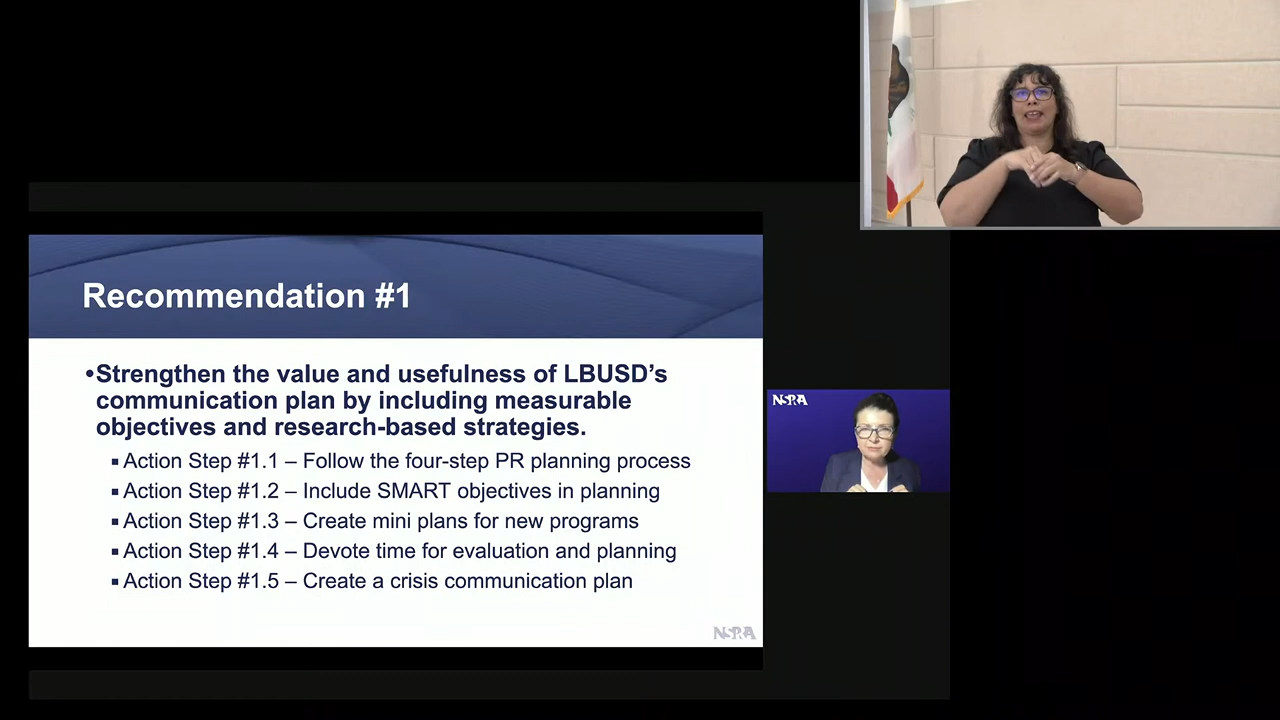 Recommendation #1
•Strengthen the value and usefulness of LBUSD’s
communication plan by including measurable
objectives and research-based strategies.
▪Action Step #1.1 – Follow the four-step PR planning process
▪Action Step #1.2 – Include SMART objectives in planning
▪Action Step #1.3 – Create mini plans for new programs
▪Action Step #1.4 – Devote time for evaluation and planning
▪Action Step #1.5 – Create a crisis communication plan
NSPRA
NSPRA